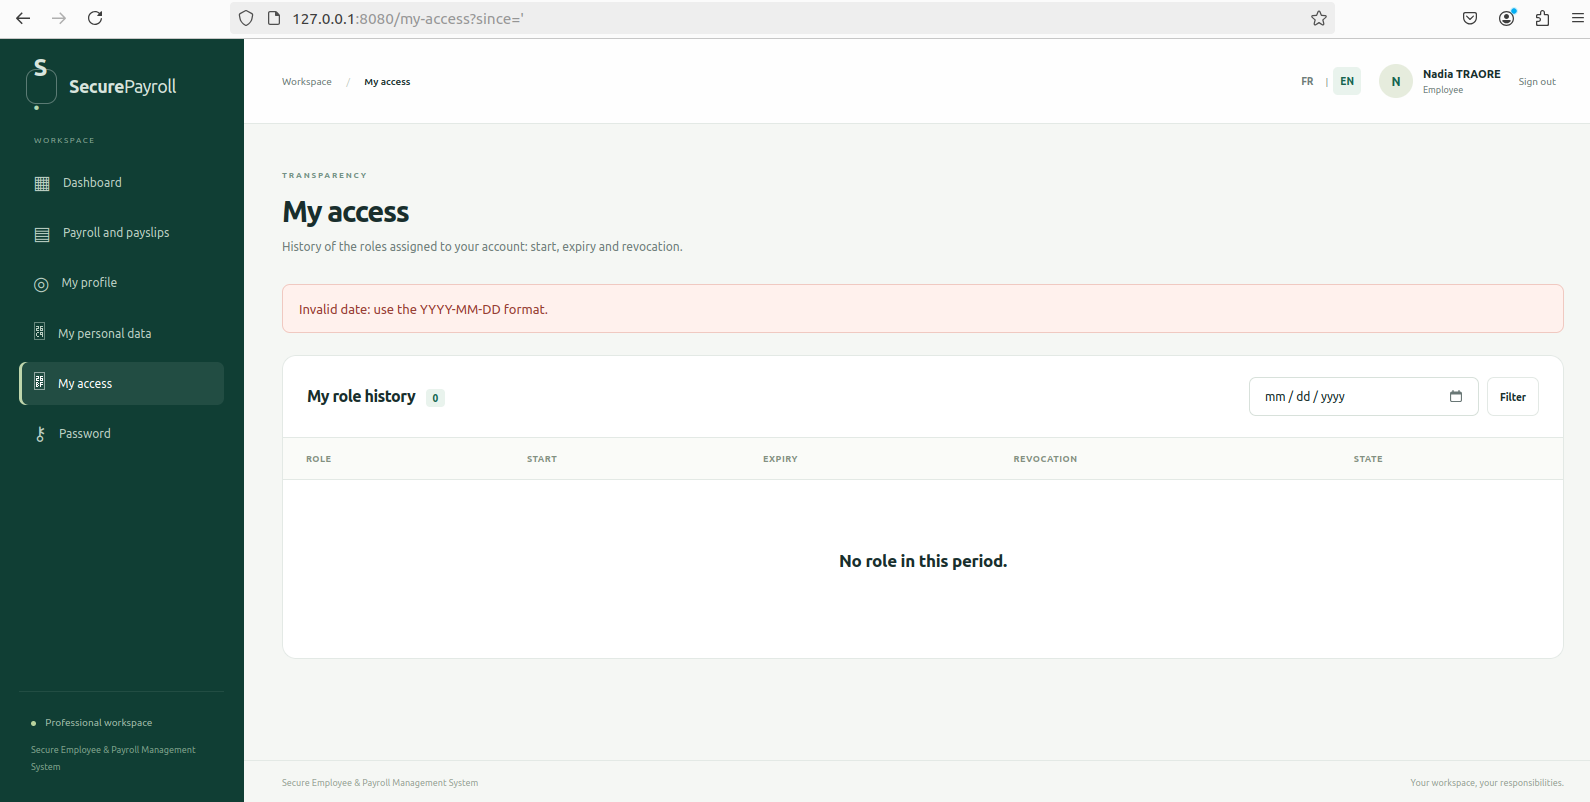 127.0.0.1:8080/my-access?since='
S
SecurePayroll
WORKSPACE
Dashboard
Payroll and payslips
My profile
My personal data
My access
Password
Professional workspace
Secure Employee & Payroll Management
System
Workspace / My access
FR | EN
N
Nadia TRAORE
Employee
Sign out
TRANSPARENCY
My access
History of the roles assigned to your account: start, expiry and revocation.
Invalid date: use the YYYY-MM-DD format.
My role history 0
mm / dd / yyyy
Filter
ROLE START EXPIRY REVOCATION STATE
No role in this period.
Secure Employee & Payroll Management System
Your workspace, your responsibilities.